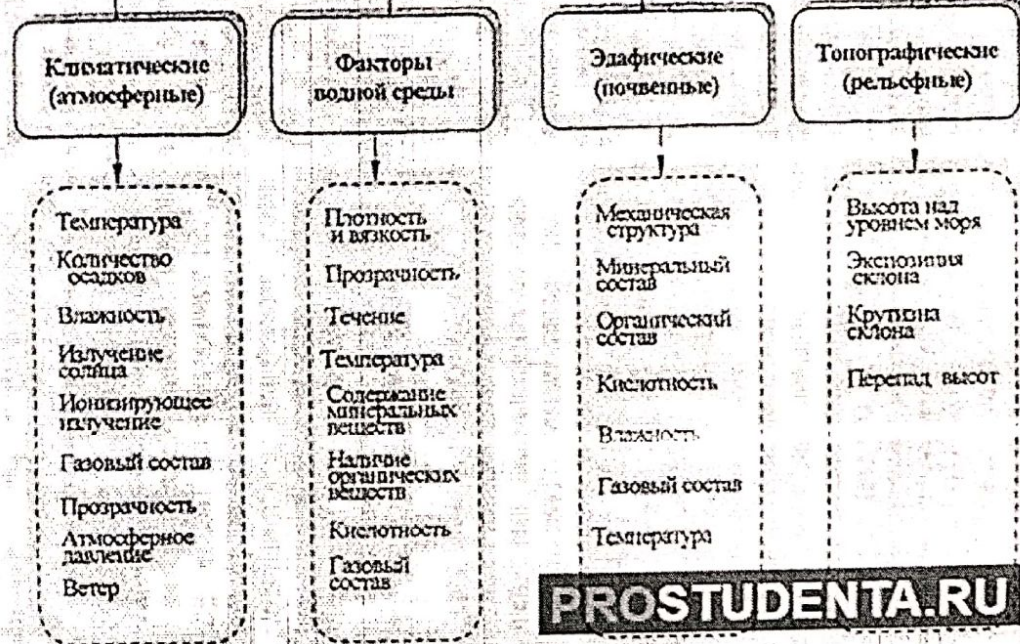 Климатические
(атмосферные)
Температура
Количество
осадков
Влажность
Излучение
солнца
Ионизирующее
излучение
Газовый состав
Прозрачность
Атмосферное
давление
Ветер
Факторы
водной среды
Плотность
и вязкость
Прозрачность
Течение
Температура
Содержание
минеральных
веществ
Наличие
органических
веществ
Кислотность
Газовый
состав
Эдафические
(почвенные)
Механическая
структура
Минеральный
состав
Органический
состав
Кислотность
Влажность
Газовый состав
Температура
Топографические
(рельефные)
Высота над
уровнем моря
Экспозиция
склона
Крутизна
склона
Перепад высот
PROSTUDENTA.RU